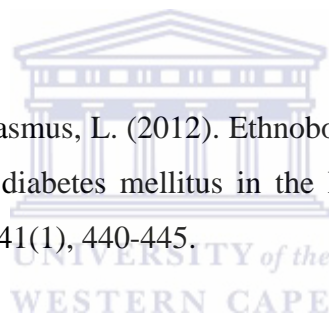 asmus, L. (2012). Ethnobo
diabetes mellitus in the
41(1), 440-445.
UNIVERSITY of the
WESTERN CAPE